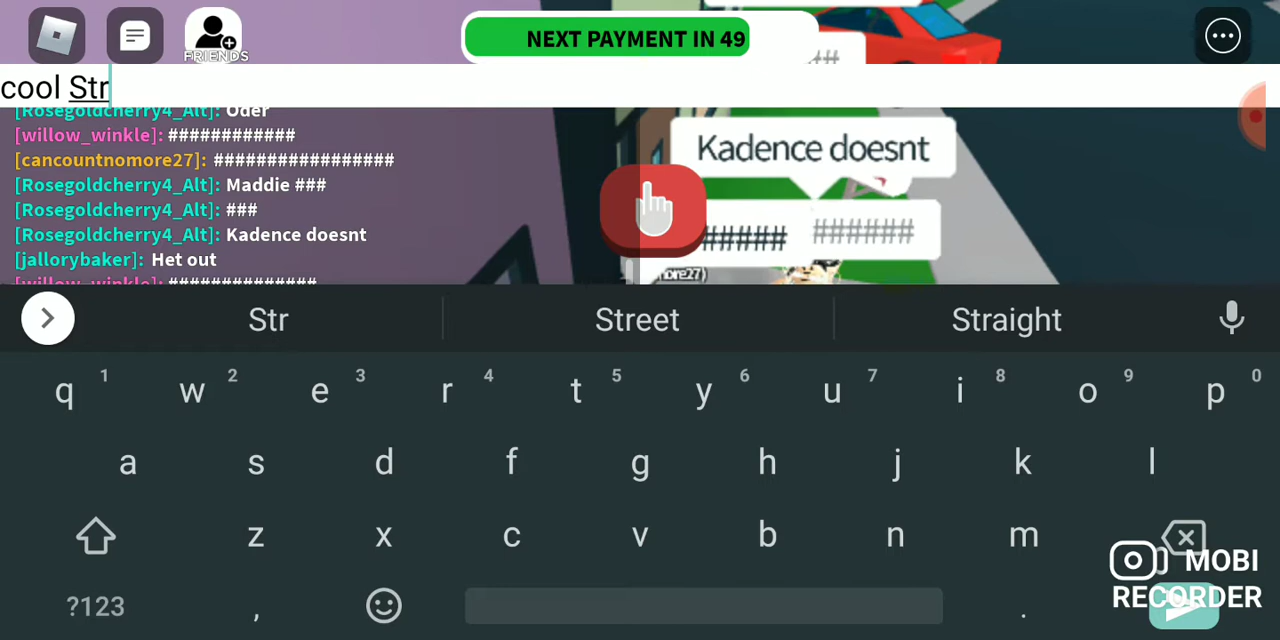 NEXT PAYMENT IN 49
FRIENDS
cool Str
[Rosegoldcherry4_Alt]: Oder
[willow_winkle]: ############
[cancountnomore27]: #################
[Rosegoldcherry4_Alt]: Maddie ###
[Rosegoldcherry4_Alt]: ###
[Rosegoldcherry4_Alt]: Kadence doesnt
[jallorybaker]: Het out
[willow_winkle]: ##############
##
Kadence doesnt
##### ######
more27)
Str Street Straight
q 1 w 2 e 3 r 4 t 5 y 6 u 7 i 8 o 9 p 0
a s d f g h j k l
z x c v b n m
?123 , .
MOBI
RECORDER